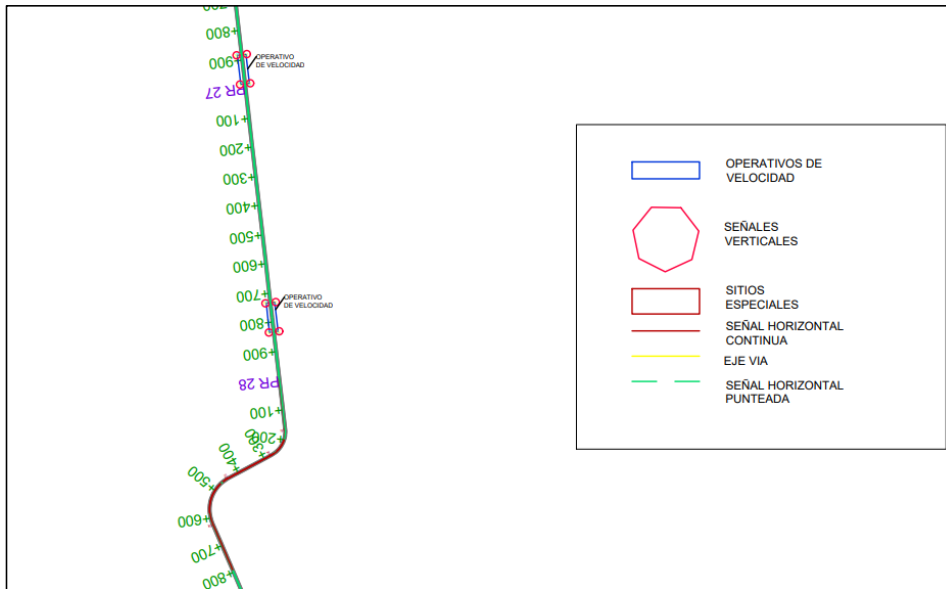 700
+800
+900
OPERATIVO
DE VELOCIDAD
PR 27
+100
+200
+300
+400
+500
+600
+700
OPERATIVO
DE VELOCIDAD
+800
+900
PR 28
+100
+200
+300
+400
+500
+600
+700
+800
OPERATIVOS DE
VELOCIDAD
SEÑALES
VERTICALES
SITIOS
ESPECIALES
SEÑAL HORIZONTAL
CONTINUA
EJE VIA
SEÑAL HORIZONTAL
PUNTEADA